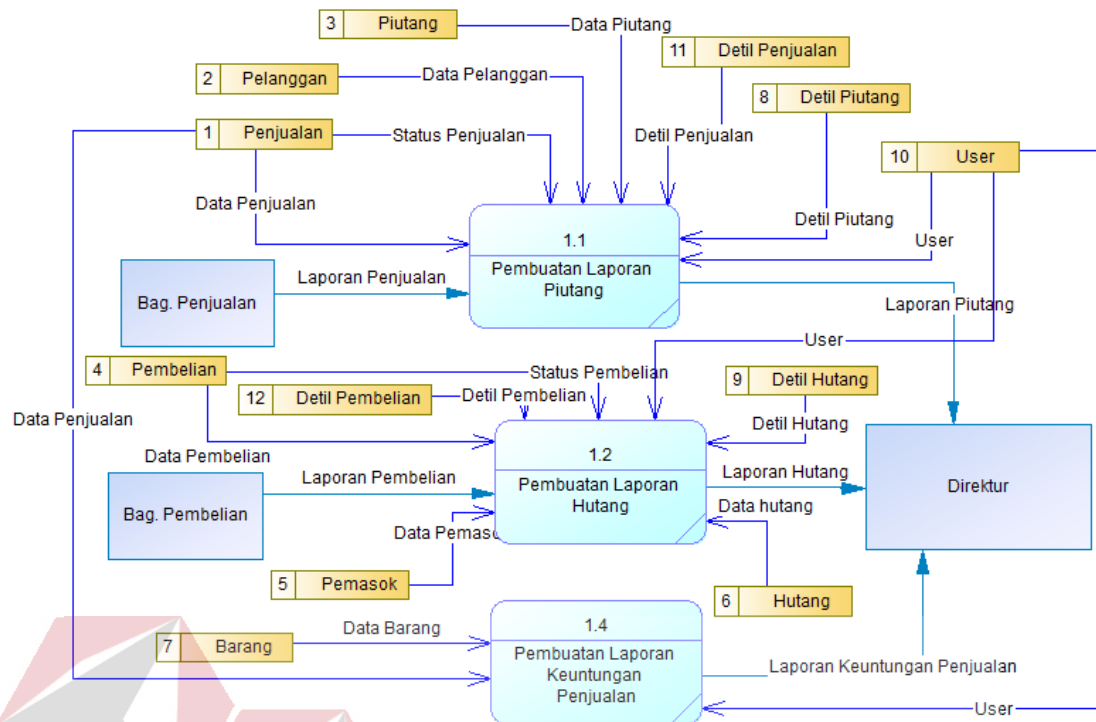 3 Piutang
Data Piutang
11 Detil Penjualan
2 Pelanggan
Data Pelanggan
8 Detil Piutang
1 Penjualan
Status Penjualan
Detil Penjualan
10 User
Data Penjualan
Detil Piutang
User
1.1
Pembuatan Laporan
Piutang
Laporan Penjualan
Bag. Penjualan
Laporan Piutang
User
4 Pembelian
Status Pembelian
9 Detil Hutang
12 Detil Pembelian
Detil Pembelian
Data Penjualan
Detil Hutang
Data Pembelian
1.2
Pembuatan Laporan
Hutang
Laporan Pembelian
Laporan Hutang
Direktur
Bag. Pembelian
Data hutang
Data Pemaso
5 Pemasok
6 Hutang
7 Barang
Data Barang
1.4
Pembuatan Laporan
Keuntungan
Penjualan
Laporan Keuntungan Penjualan
User